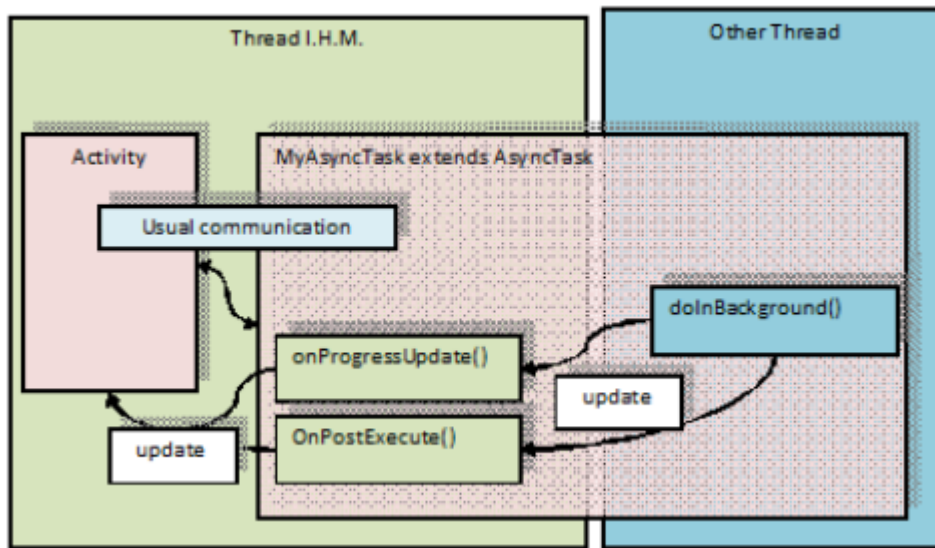 Thread I.H.M.
Other Thread
Activity
MyAsyncTask extends AsyncTask
Usual communication
doInBackground()
onProgressUpdate()
update
OnPostExecute()
update